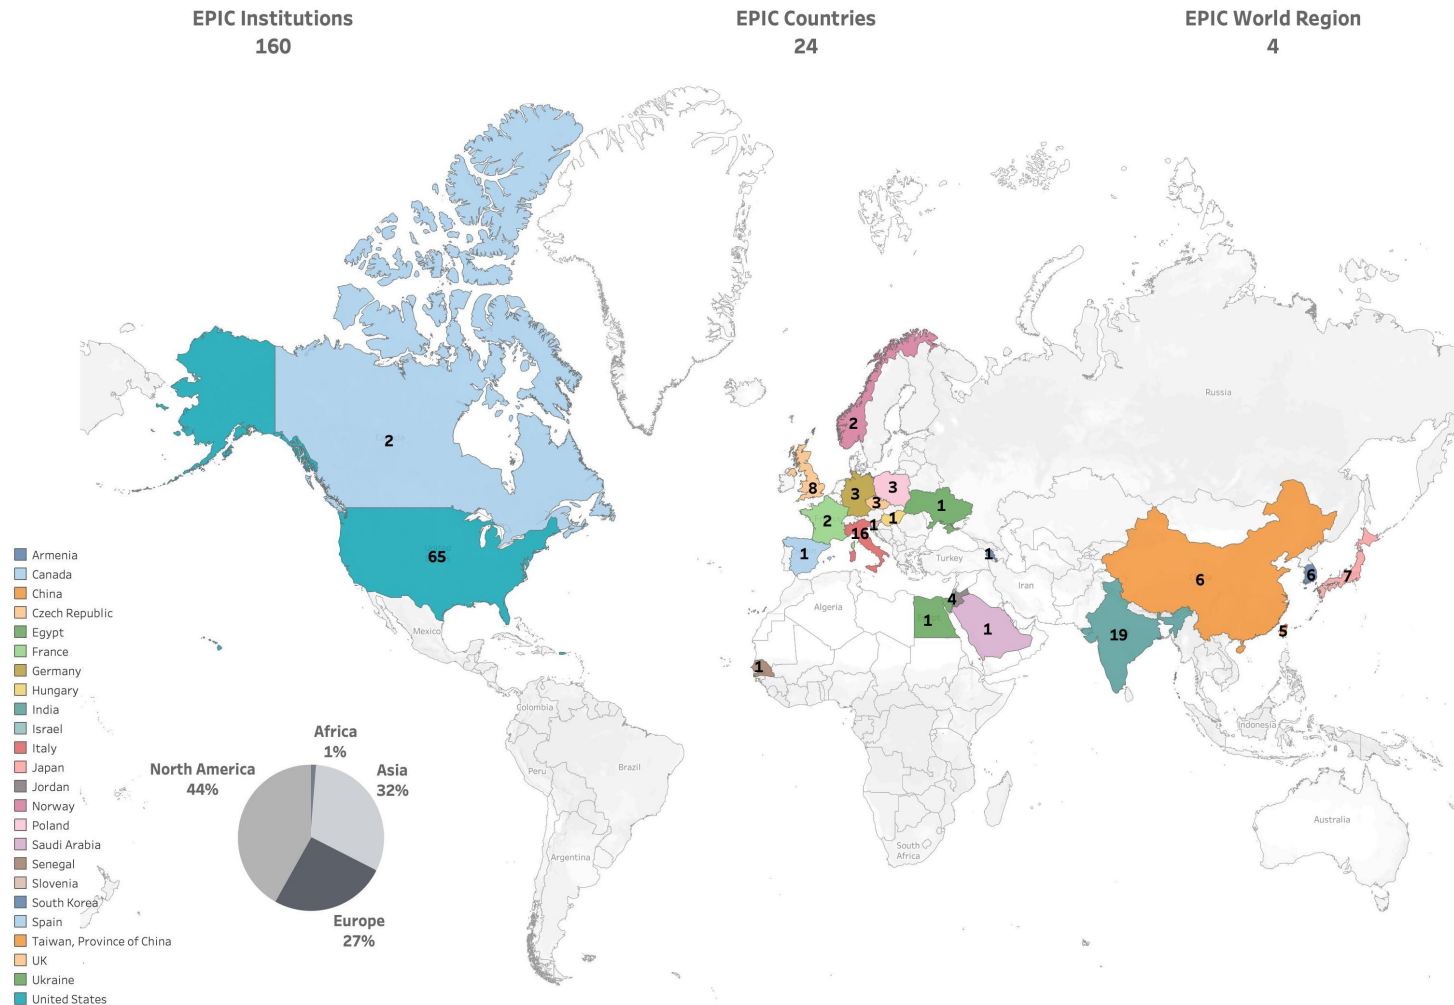 EPIC Institutions
160
EPIC Countries
24
EPIC World Region
4
2
65
Mexico
Colombia
Peru
Brazil
Argentina
2
8
3
3
3
2
1
1
1
16
1
1
Turkey
Iran
Russia
Algeria
1
4
1
1
South
Africa
6
6
7
5
19
Indonesia
Australia
Armenia
Canada
China
Czech Republic
Egypt
France
Germany
Hungary
India
Israel
Italy
Japan
Jordan
Norway
Poland
Saudi Arabia
Senegal
Slovenia
South Korea
Spain
Taiwan, Province of China
UK
Ukraine
United States
Africa
1%
North America
44%
Asia
32%
Europe
27%